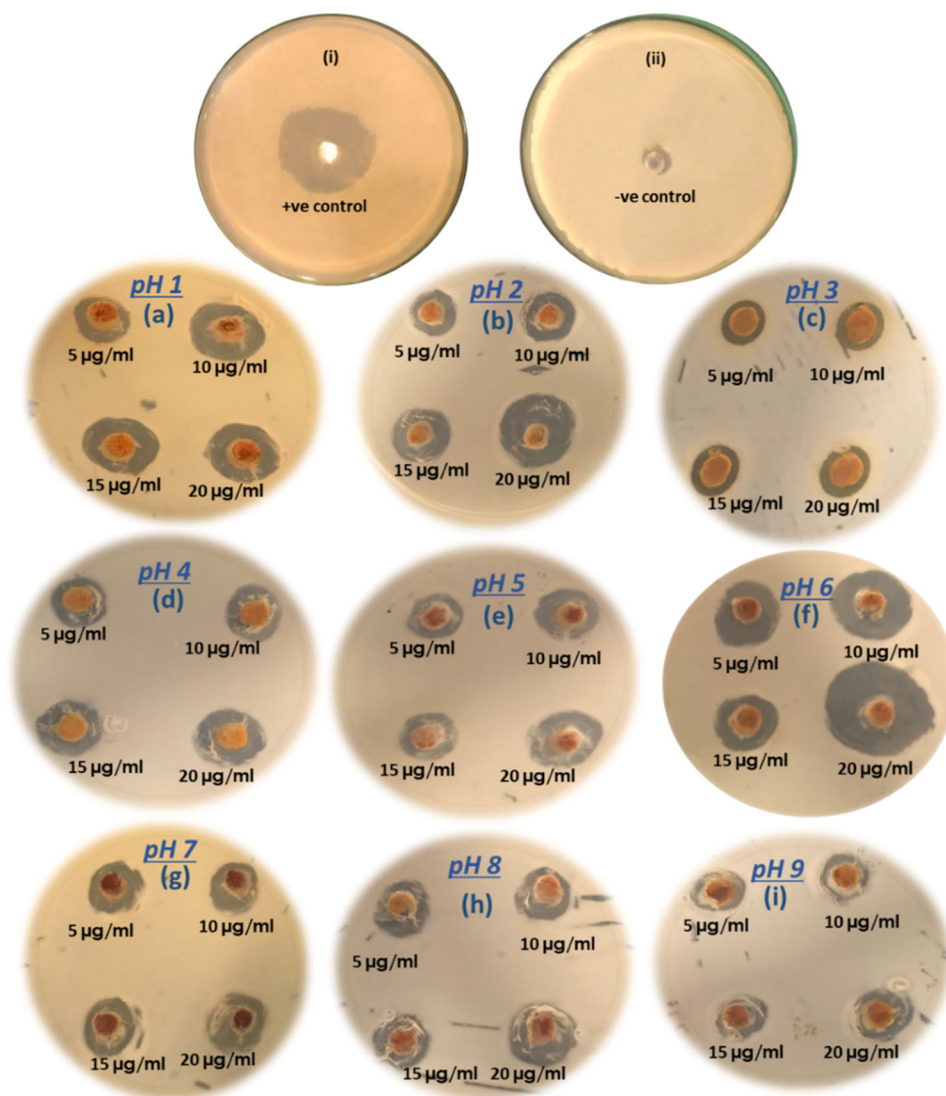 (i)
(ii)
+ve control
-ve control
pH 1
(a)
5 µg/ml
10 µg/ml
15 µg/ml
20 µg/ml
pH 2
(b)
5 µg/ml
10 µg/ml
15 µg/ml
20 µg/ml
pH 3
(c)
5 µg/ml
10 µg/ml
15 µg/ml
20 µg/ml
pH 4
(d)
5 µg/ml
10 µg/ml
15 µg/ml
20 µg/ml
pH 5
(e)
5 µg/ml
10 µg/ml
15 µg/ml
20 µg/ml
pH 6
(f)
5 µg/ml
10 µg/ml
15 µg/ml
20 µg/ml
pH 7
(g)
5 µg/ml
10 µg/ml
15 µg/ml
20 µg/ml
pH 8
(h)
5 µg/ml
10 µg/ml
15 µg/ml
20 µg/ml
pH 9
(i)
5 µg/ml
10 µg/ml
15 µg/ml
20 µg/ml